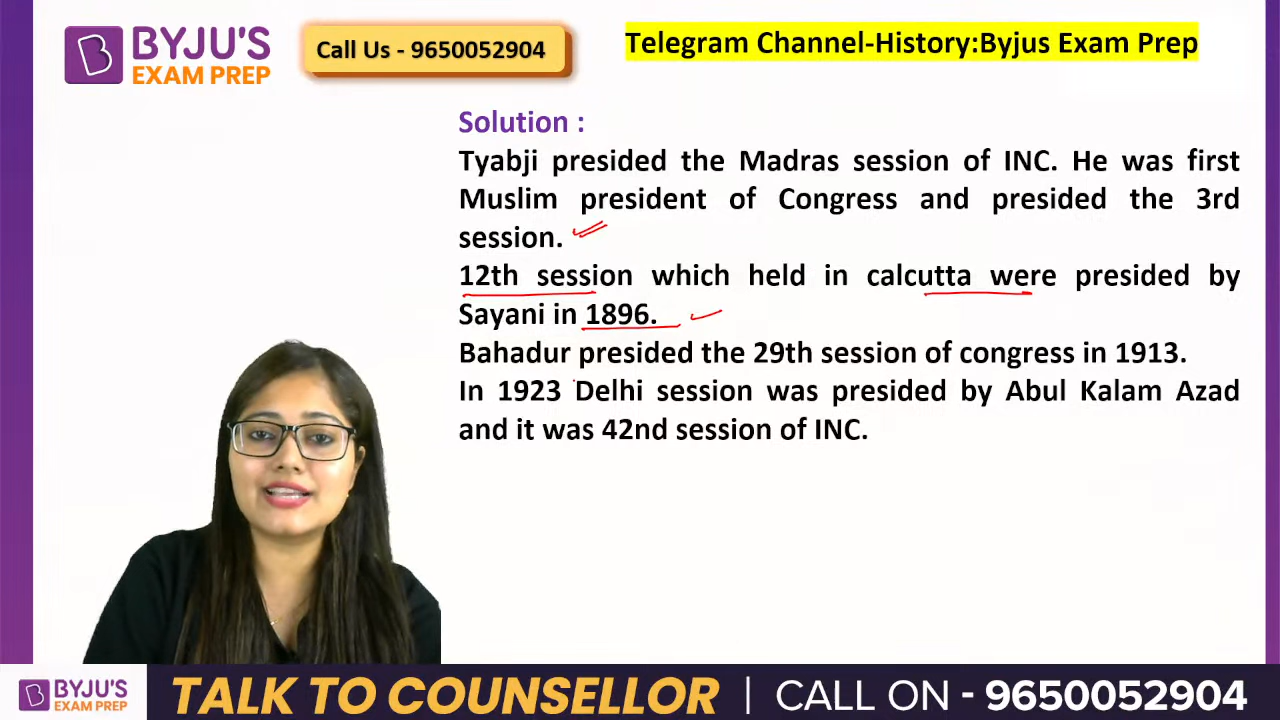 BYJU'S
EXAM PREP
Call Us - 9650052904
Telegram Channel-History:Byjus Exam Prep
Solution :
Tyabji presided the Madras session of INC. He was first
Muslim president of Congress and presided the 3rd
session.
12th session which held in calcutta were presided by
Sayani in 1896.
Bahadur presided the 29th session of congress in 1913.
In 1923 Delhi session was presided by Abul Kalam Azad
and it was 42nd session of INC.
BYJU'S
EXAM PREP
TALK TO COUNSELLOR | CALL ON - 9650052904